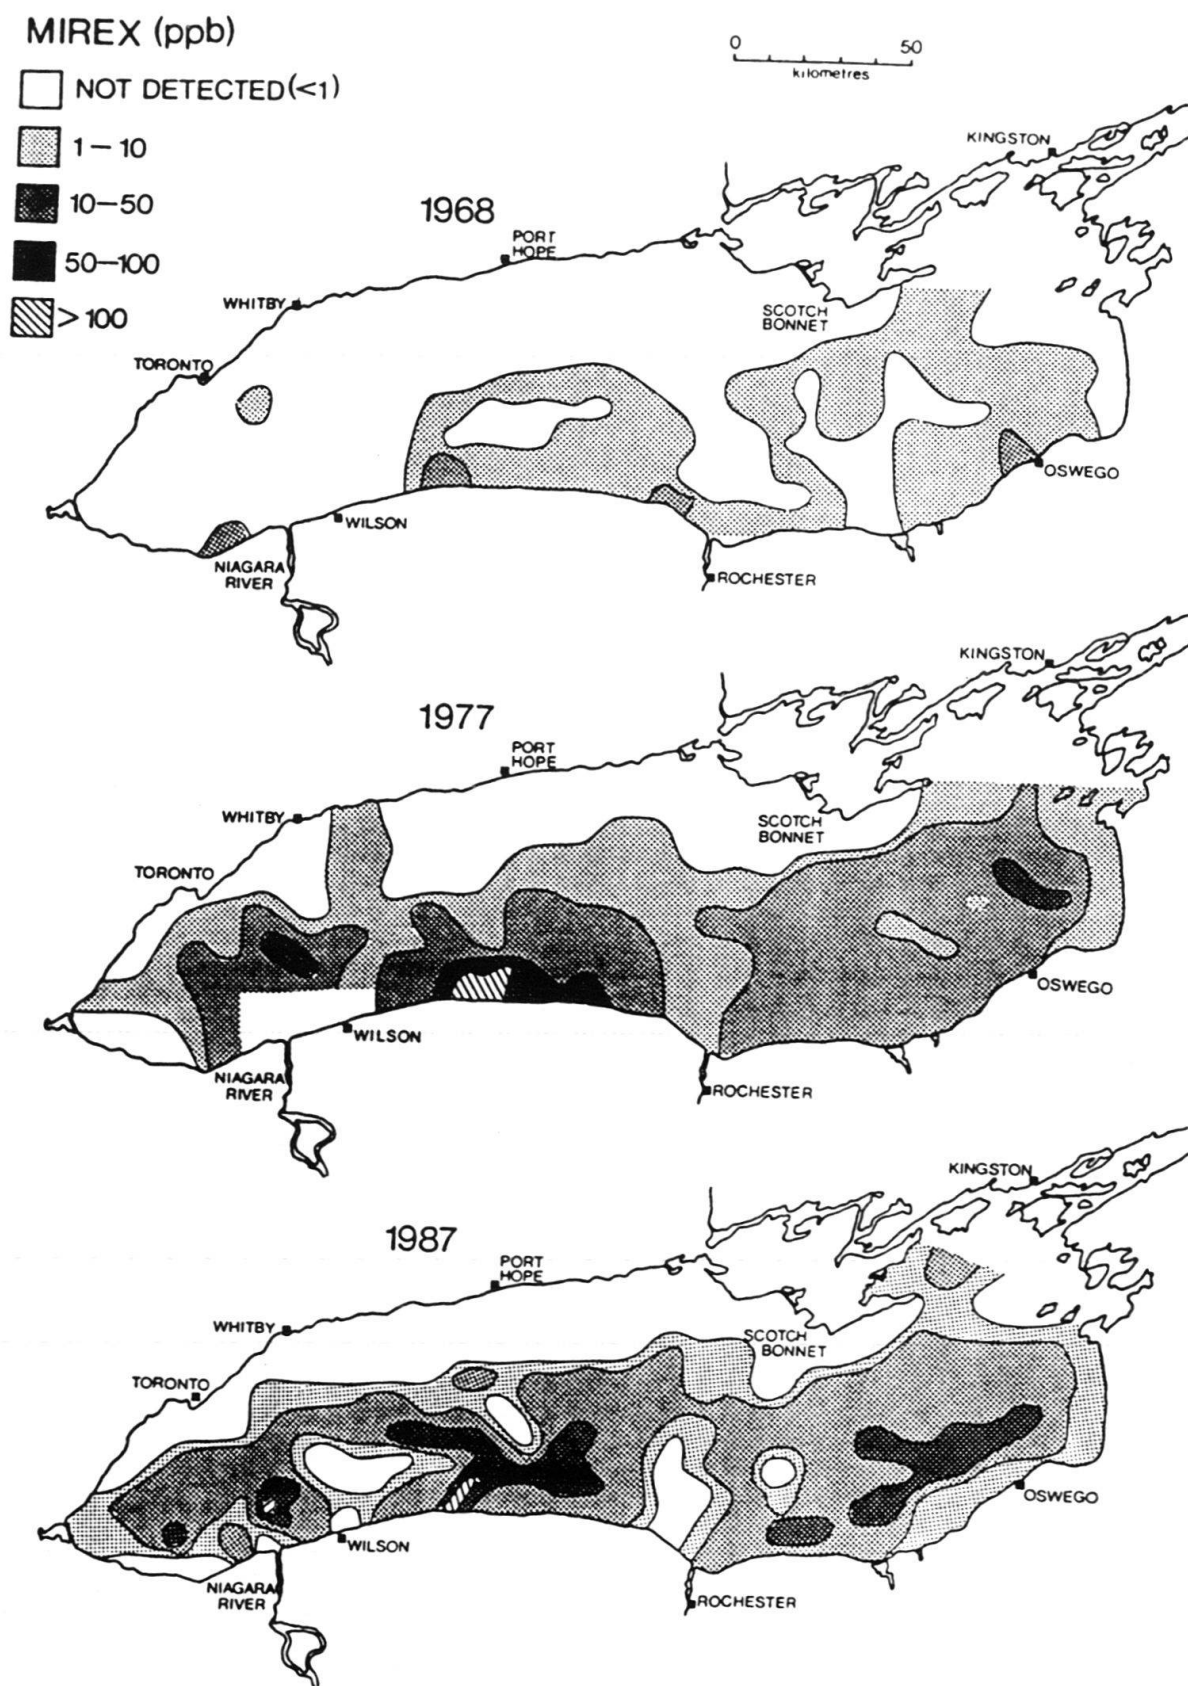 MIREX (ppb)
NOT DETECTED (<1)
1-10
10-50
50-100
>100
0 50
kilometres
1968
KINGSTON
PORT
HOPE
WHITBY
SCOTCH
BONNET
TORONTO
OSWEGO
WILSON
NIAGARA
RIVER
ROCHESTER
1977
KINGSTON
PORT
HOPE
WHITBY
SCOTCH
BONNET
TORONTO
OSWEGO
WILSON
NIAGARA
RIVER
ROCHESTER
1987
KINGSTON
PORT
HOPE
WHITBY
SCOTCH
BONNET
TORONTO
OSWEGO
WILSON
NIAGARA
RIVER
ROCHESTER